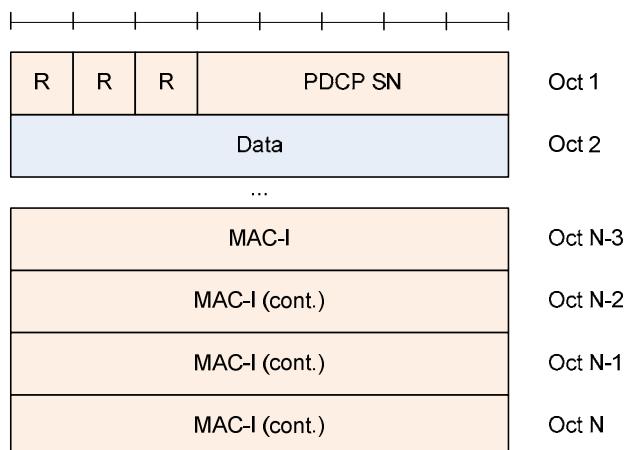 R R R PDCP SN Oct 1
Data Oct 2
...
MAC-I Oct N-3
MAC-I (cont.) Oct N-2
MAC-I (cont.) Oct N-1
MAC-I (cont.) Oct N